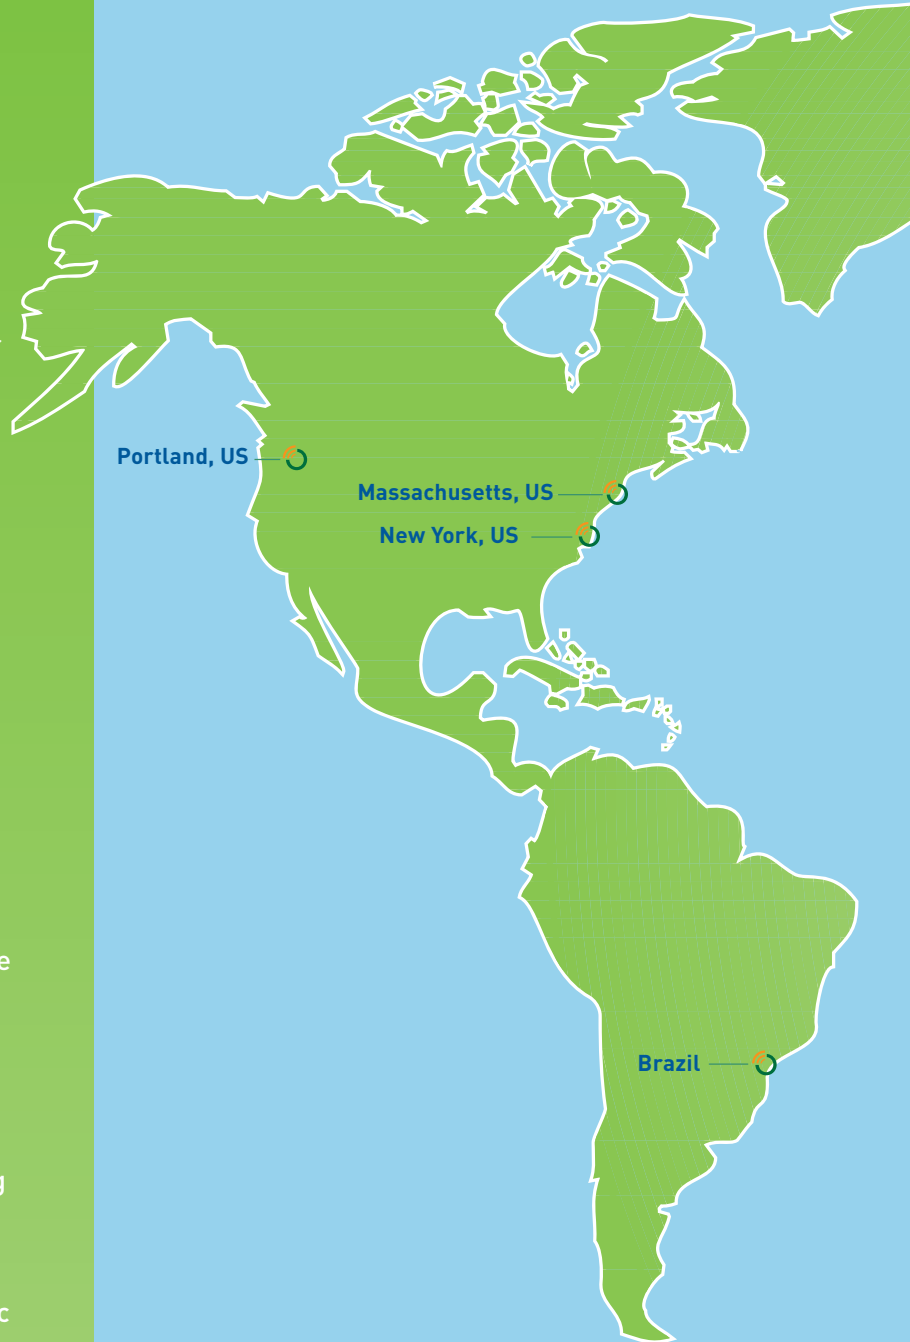 Portland, US
Massachusetts, US
New York, US
e
Brazil
g
c